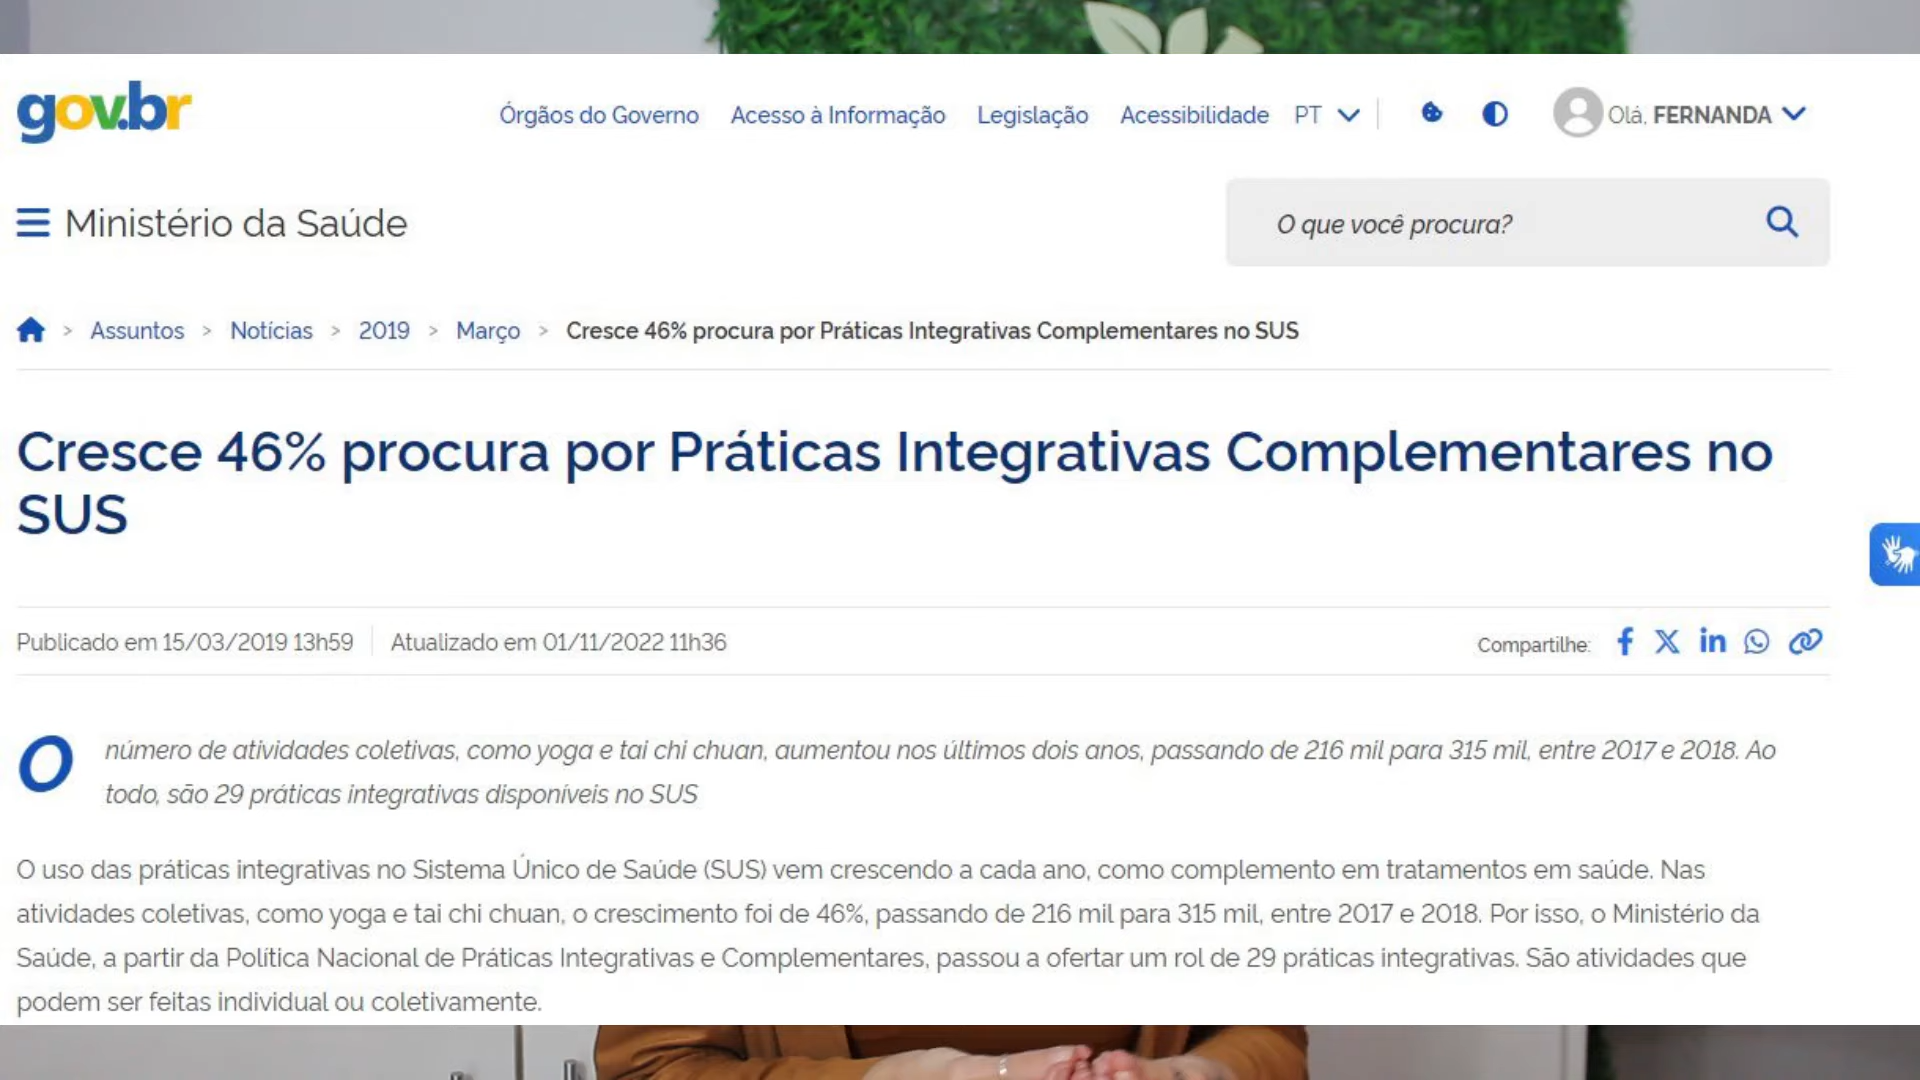 gov.br
Órgãos do Governo Acesso à Informação Legislação Acessibilidade PT Olá, FERNANDA
Ministério da Saúde
O que você procura?
> Assuntos > Notícias > 2019 > Março > Cresce 46% procura por Práticas Integrativas Complementares no SUS
Cresce 46% procura por Práticas Integrativas Complementares no
SUS
Publicado em 15/03/2019 13h59 Atualizado em 01/11/2022 11h36
Compartilhe:
O número de atividades coletivas, como yoga e tai chi chuan, aumentou nos últimos dois anos, passando de 216 mil para 315 mil, entre 2017 e 2018. Ao
todo, são 29 práticas integrativas disponíveis no SUS
O uso das práticas integrativas no Sistema Único de Saúde (SUS) vem crescendo a cada ano, como complemento em tratamentos em saúde. Nas
atividades coletivas, como yoga e tai chi chuan, o crescimento foi de 46%, passando de 216 mil para 315 mil, entre 2017 e 2018. Por isso, o Ministério da
Saúde, a partir da Política Nacional de Práticas Integrativas e Complementares, passou a ofertar um rol de 29 práticas integrativas. São atividades que
podem ser feitas individual ou coletivamente.